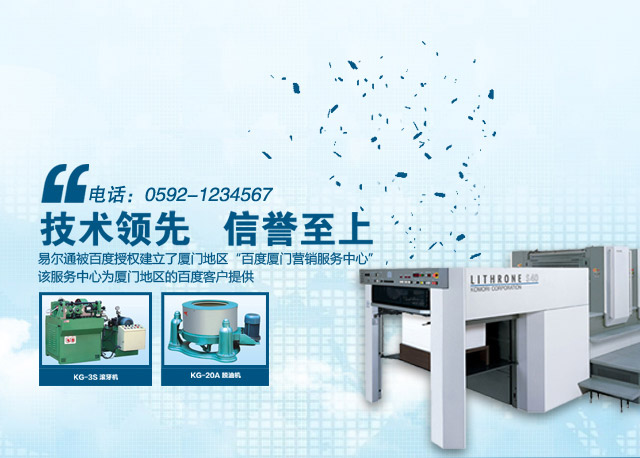 电话：0592-1234567
技术领先 信誉至上
易尔通被百度授权建立了厦门地区“百度厦门营销服务中心”
该服务中心为厦门地区的百度客户提供
LITHRONE S40
KOMORI CORPORATION
KG-3S 滚牙机
KG-20A 脱油机